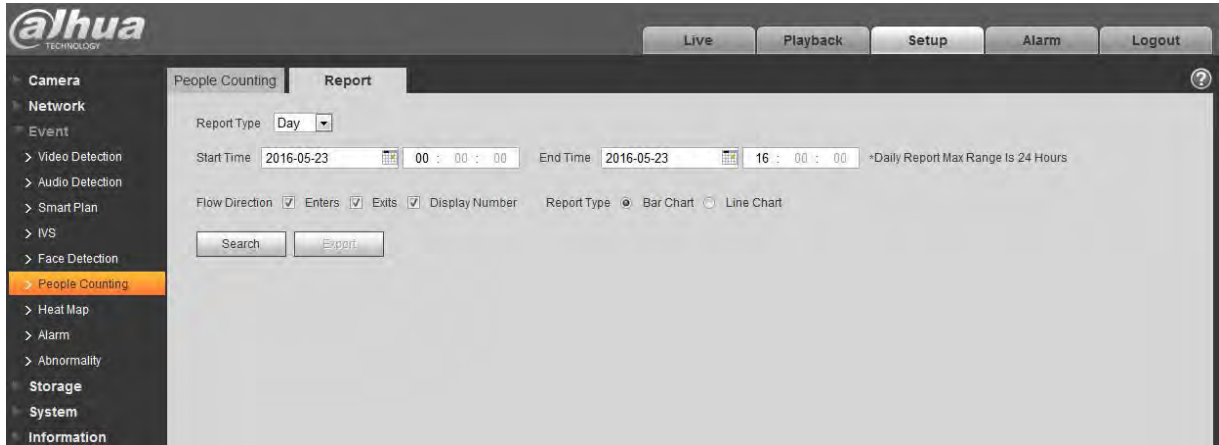 alhua
TECHNOLOGY
Live Playback Setup Alarm Logout
Camera
Network
Event
> Video Detection
> Audio Detection
> Smart Plan
> IVS
> Face Detection
> People Counting
> Heat Map
> Alarm
> Abnormality
Storage
System
Information
People Counting Report ?
Report Type Day
Start Time 2016-05-23 00 : 00 : 00 End Time 2016-05-23 16 : 00 : 00 *Daily Report Max Range Is 24 Hours
Flow Direction Enters Exits Display Number Report Type Bar Chart Line Chart
Search Export